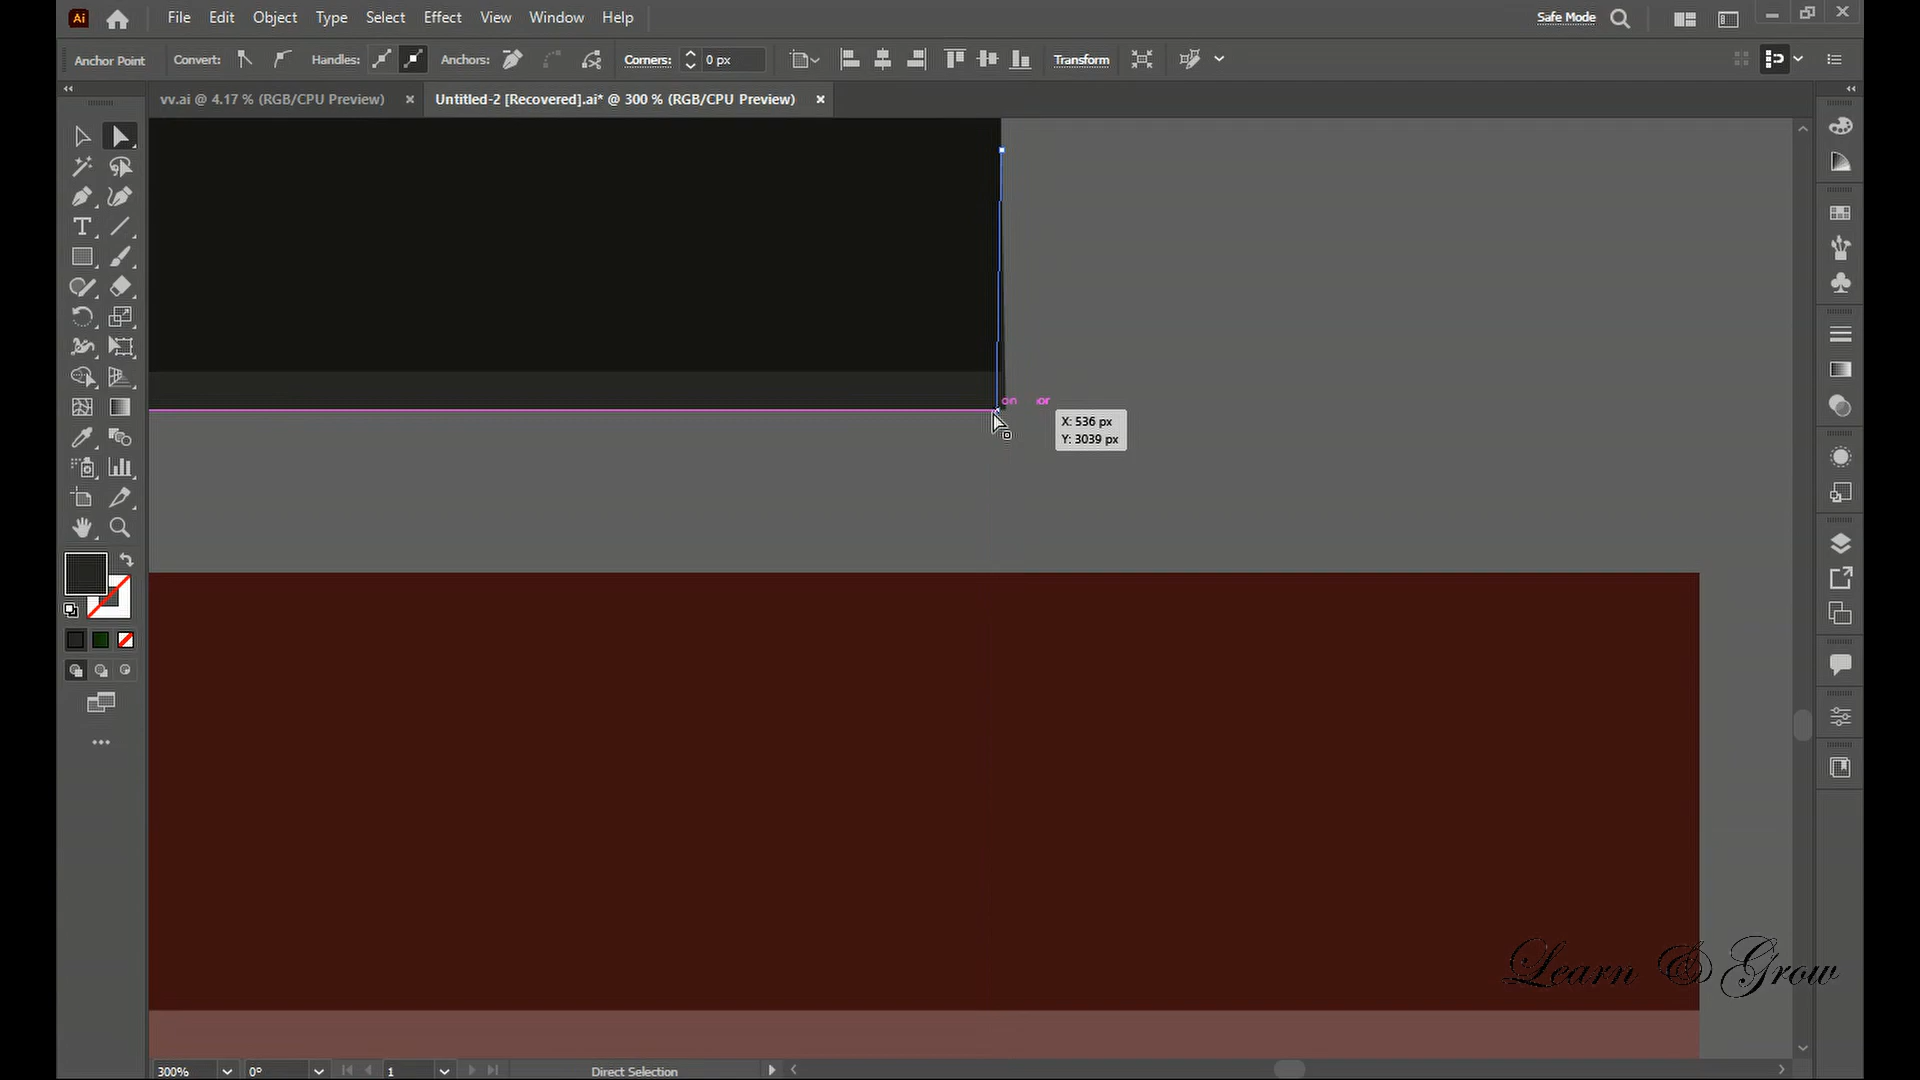 Ai File Edit Object Type Select Effect View Window Help Safe Mode
Anchor Point Convert: Handles: Anchors: Corners: 0 px Transform
vv.ai @ 4.17 % (RGB/CPU Preview) Untitled-2 [Recovered].ai* @ 300 % (RGB/CPU Preview)
X: 536 px
Y: 3039 px
Learn & Grow
300% 0° 1 Direct Selection